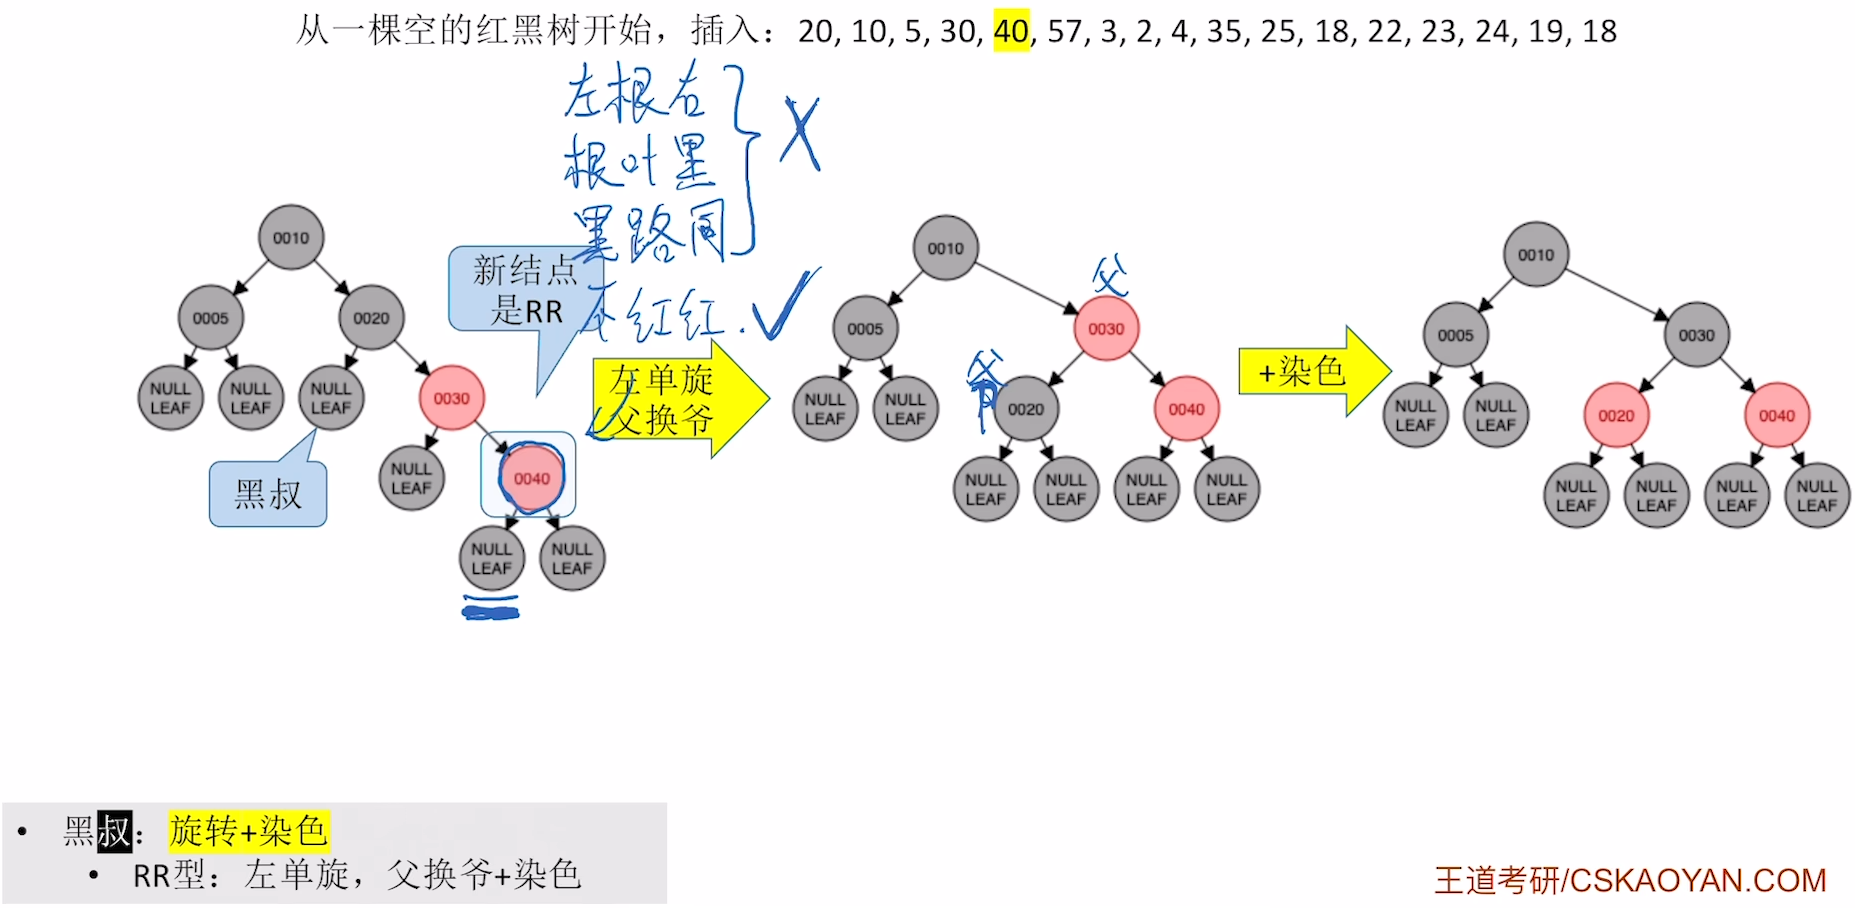 从一棵空的红黑树开始，插入：20, 10, 5, 30, 40, 57, 3, 2, 4, 35, 25, 18, 22, 23, 24, 19, 18
左根右
根叶黑
黑路同
X
不红红.✓
新结点
是RR
0010
0005
0020
NULL LEAF
NULL LEAF
NULL LEAF
0030
黑叔
NULL LEAF
0040
NULL LEAF
NULL LEAF
左单旋
父换爷
0010
父
0005
0030
爷
NULL LEAF
NULL LEAF
0020
0040
NULL LEAF
NULL LEAF
NULL LEAF
NULL LEAF
+染色
0010
0005
0030
NULL LEAF
NULL LEAF
0020
0040
NULL LEAF
NULL LEAF
NULL LEAF
NULL LEAF
• 黑叔：旋转+染色
• RR型：左单旋，父换爷+染色
王道考研/CSKAOYAN.COM